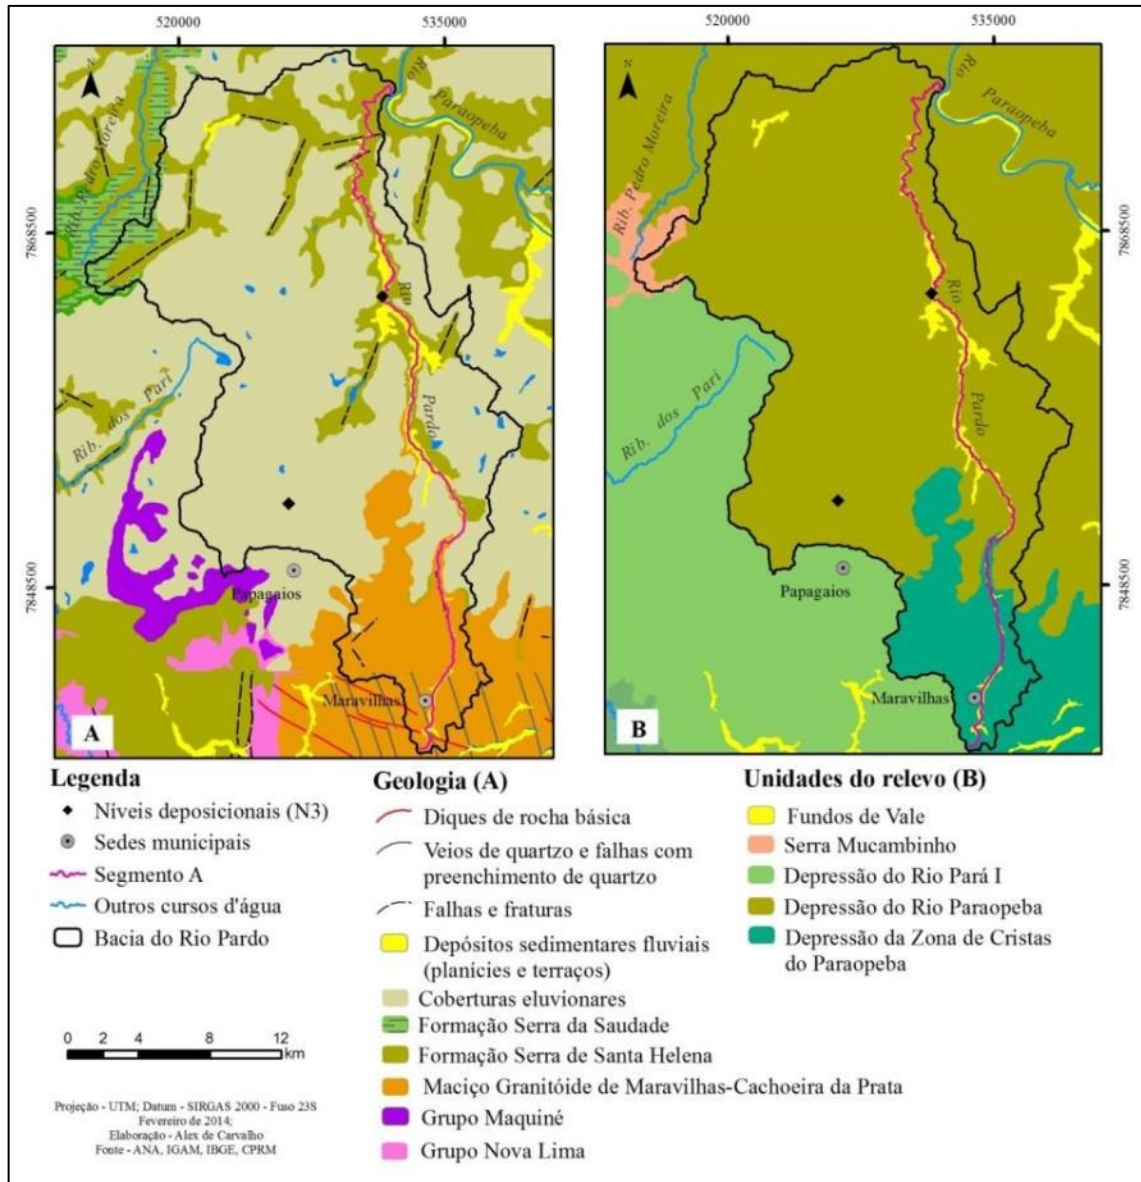 520000
535000
520000
535000
N
N
7868500
7868500
7848500
7848500
Rib. Pedro Moreira
Rio
Paraopeba
Rio
Pardo
Rib. dos Pari
Papagaios
Maravilhas
A
Rib. Pedro Moreira
Rio
Paraopeba
Rio
Pardo
Rib. dos Pari
Papagaios
Maravilhas
B
Legenda
Níveis deposicionais (N3)
Sedes municipais
Segmento A
Outros cursos d'água
Bacia do Rio Pardo
0 2 4 8 12
km
Projeção - UTM; Datum - SIRGAS 2000 - Fuso 23S
Fevereiro de 2014;
Elaboração - Alex de Carvalho
Fonte - ANA, IGAM, IBGE, CPRM
Geologia (A)
Diques de rocha básica
Veios de quartzo e falhas com
preenchimento de quartzo
Falhas e fraturas
Depósitos sedimentares fluviais
(planícies e terraços)
Coberturas eluvionares
Formação Serra da Saudade
Formação Serra de Santa Helena
Maciço Granitóide de Maravilhas-Cachoeira da Prata
Grupo Maquiné
Grupo Nova Lima
Unidades do relevo (B)
Fundos de Vale
Serra Mucambinho
Depressão do Rio Pará I
Depressão do Rio Paraopeba
Depressão da Zona de Cristas
do Paraopeba